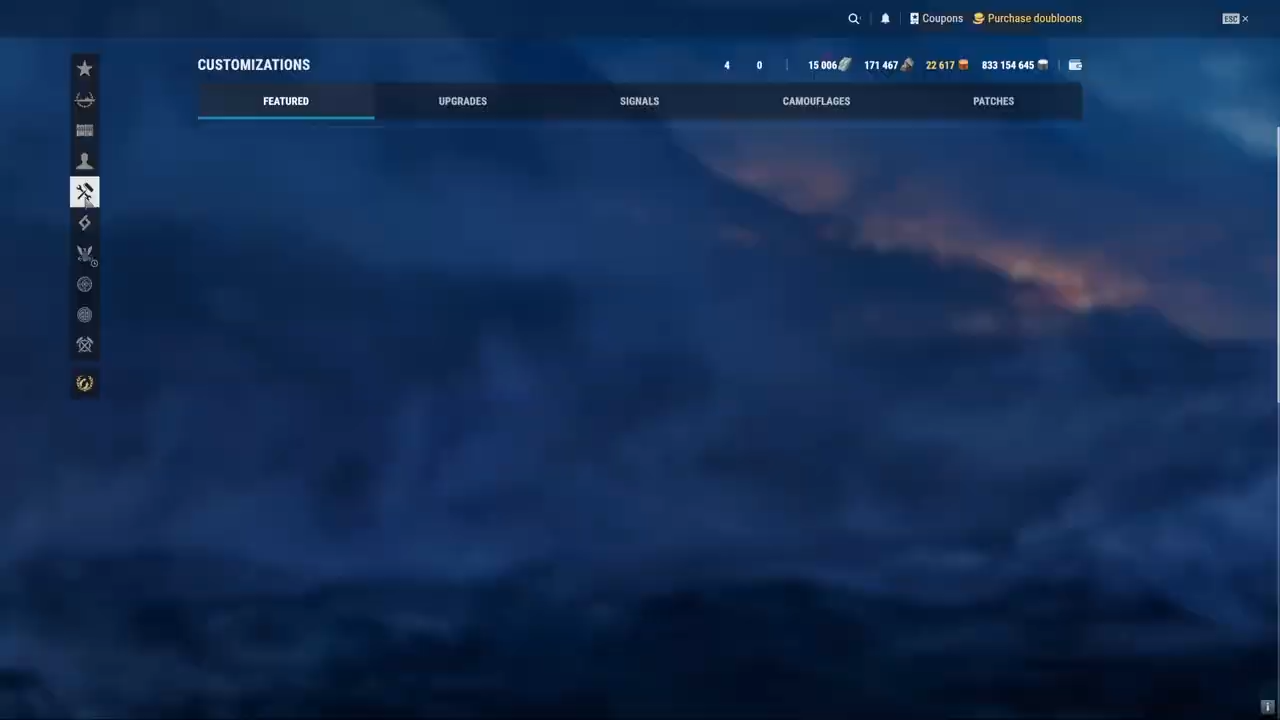 Coupons Purchase doubloons ESC ×
CUSTOMIZATIONS 4 0 15 006 171 467 22 617 833 154 645
FEATURED UPGRADES SIGNALS CAMOUFLAGES PATCHES
i